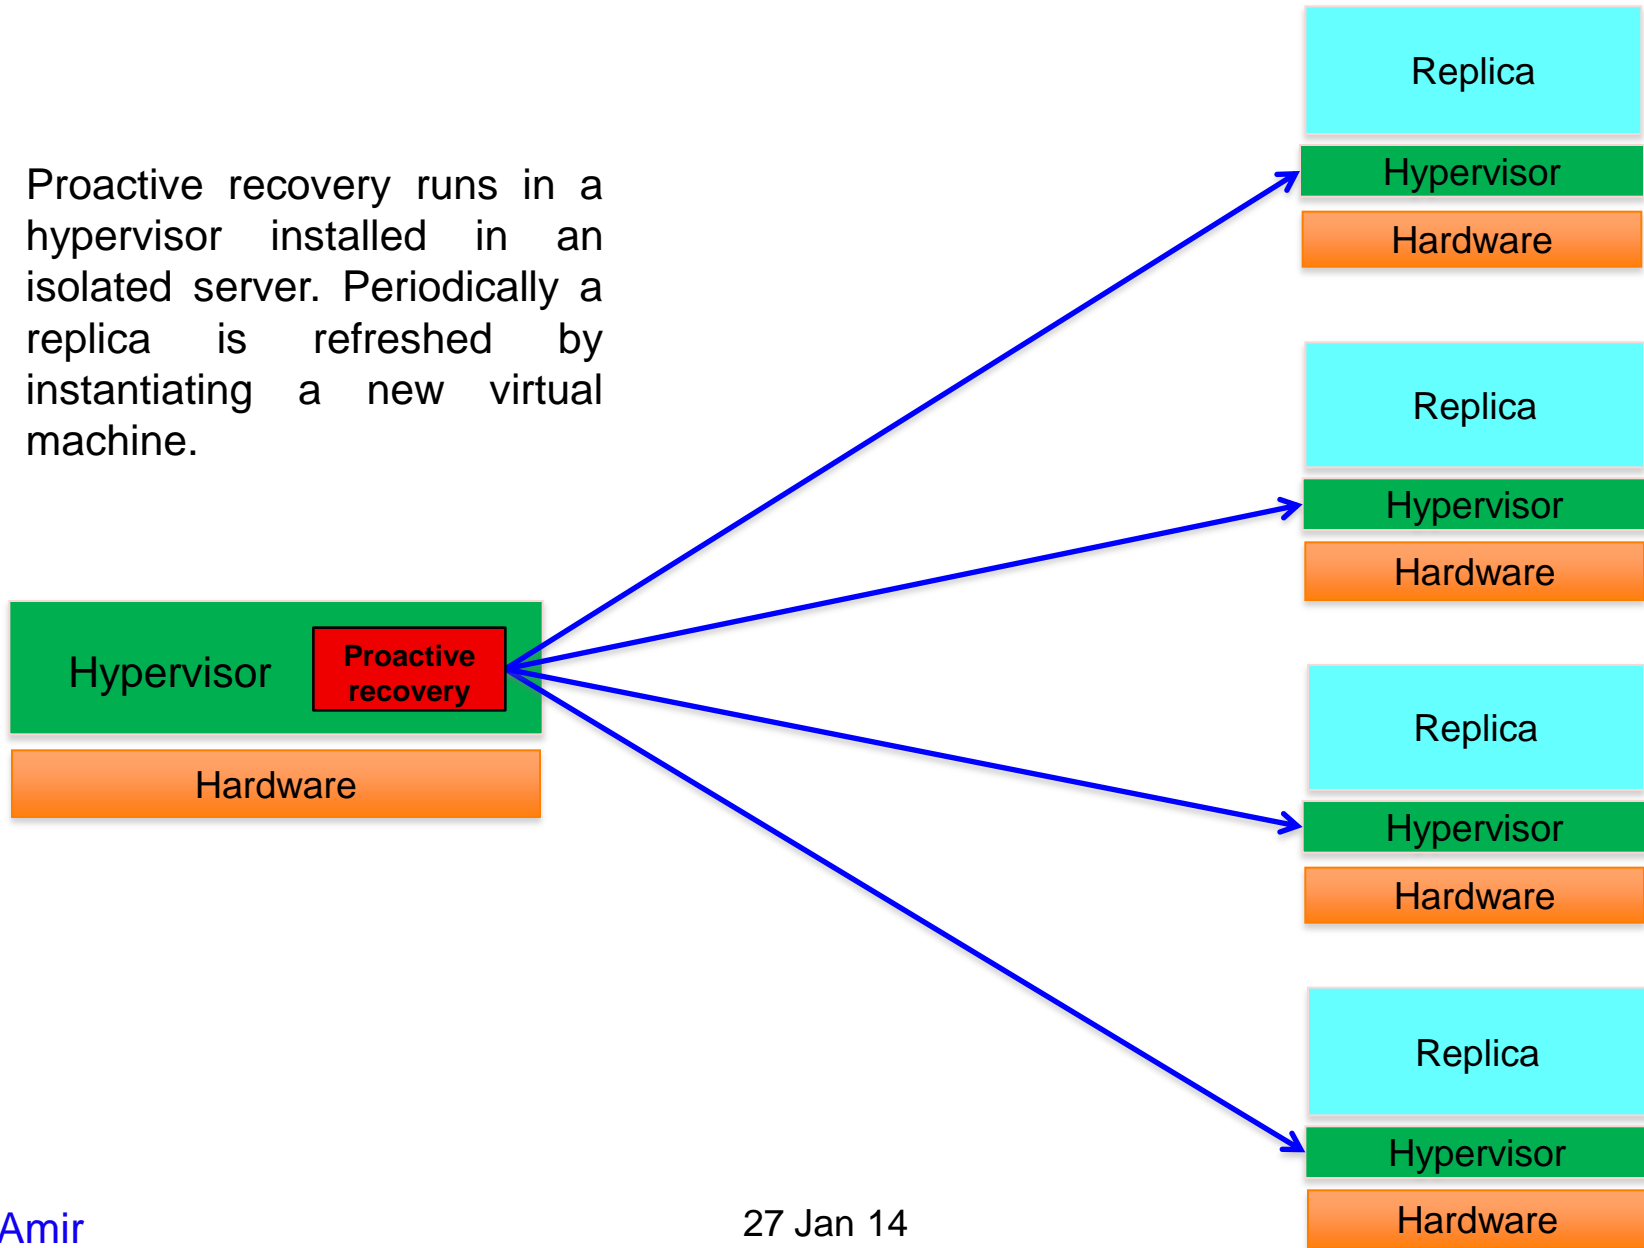 Proactive recovery runs in a
hypervisor installed in an
isolated server. Periodically a
replica is refreshed by
instantiating a new virtual
machine.
Hypervisor
Proactive
recovery
Hardware
Replica
Hypervisor
Hardware
Replica
Hypervisor
Hardware
Replica
Hypervisor
Hardware
Replica
Hypervisor
Hardware
Amir
27 Jan 14